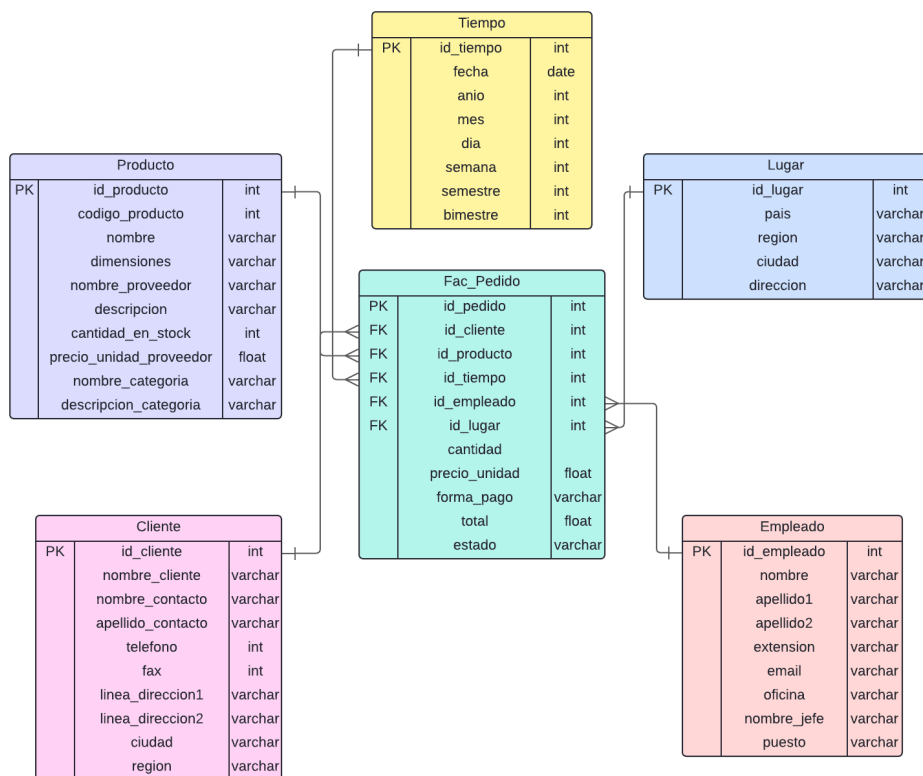 Tiempo
PK id_tiempo int
fecha date
anio int
mes int
dia int
semana int
semestre int
bimestre int
Producto
PK id_producto int
codigo_producto int
nombre varchar
dimensiones varchar
nombre_proveedor varchar
descripcion varchar
cantidad_en_stock int
precio_unidad_proveedor float
nombre_categoria varchar
descripcion_categoria varchar
Lugar
PK id_lugar int
pais varchar
region varchar
ciudad varchar
direccion varchar
Fac_Pedido
PK id_pedido int
FK id_cliente int
FK id_producto int
FK id_tiempo int
FK id_empleado int
FK id_lugar int
cantidad
precio_unidad float
forma_pago varchar
total float
estado varchar
Cliente
PK id_cliente int
nombre_cliente varchar
nombre_contacto varchar
apellido_contacto varchar
telefono int
fax int
linea_direccion1 varchar
linea_direccion2 varchar
ciudad varchar
region varchar
Empleado
PK id_empleado int
nombre varchar
apellido1 varchar
apellido2 varchar
extension varchar
email varchar
oficina varchar
nombre_jefe varchar
puesto varchar